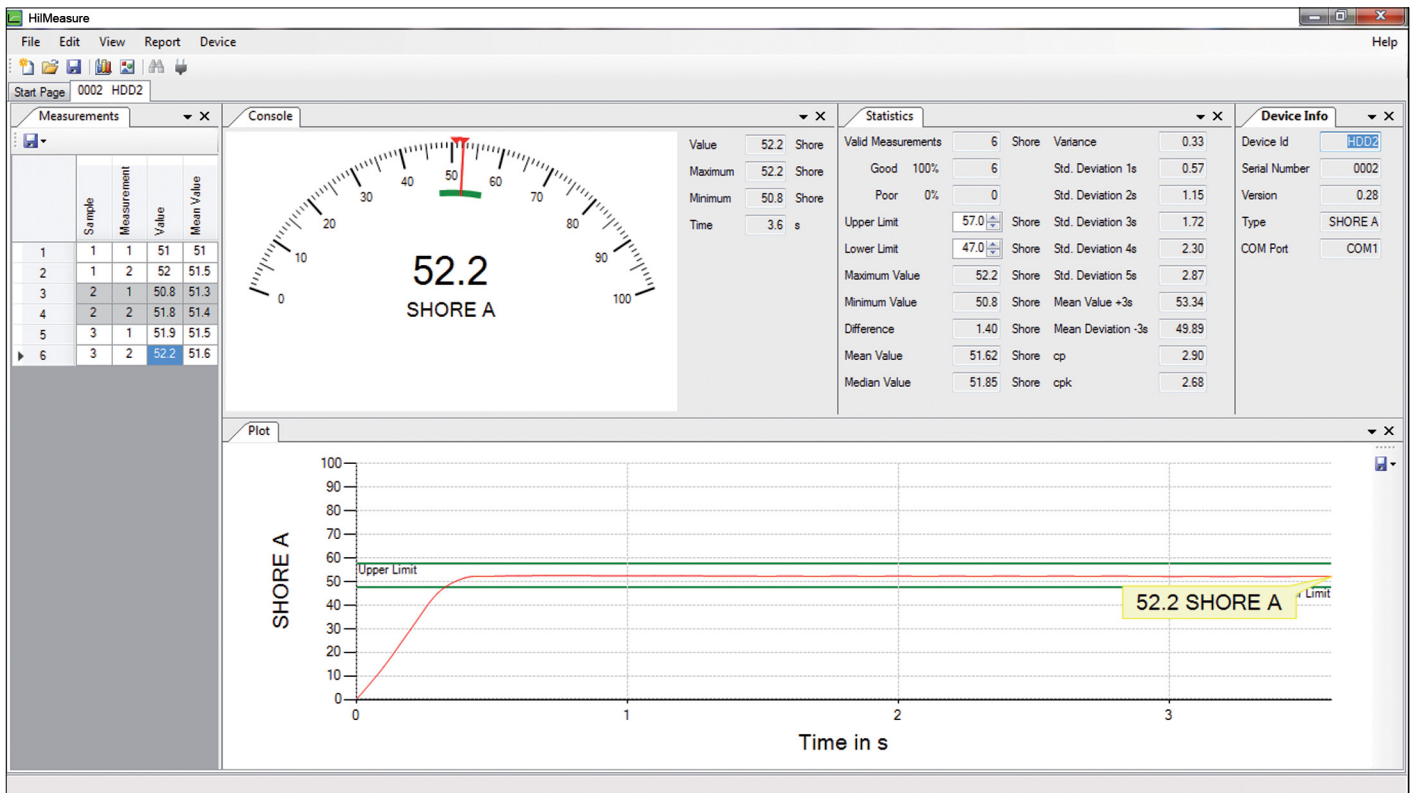 HilMeasure
File Edit View Report Device Help
Start Page 0002 HDD2
Measurements
Sample Measurement Value Mean Value
1 1 1 51 51
2 1 2 52 51.5
3 2 1 50.8 51.3
4 2 2 51.8 51.4
5 3 1 51.9 51.5
6 3 2 52.2 51.6
Console
0 10 20 30 40 50 60 70 80 90 100
52.2
SHORE A
Value 52.2 Shore
Maximum 52.2 Shore
Minimum 50.8 Shore
Time 3.6 s
Statistics
Valid Measurements 6 Shore Variance 0.33
Good 100% 6 Std. Deviation 1s 0.57
Poor 0% 0 Std. Deviation 2s 1.15
Upper Limit 57.0 Shore Std. Deviation 3s 1.72
Lower Limit 47.0 Shore Std. Deviation 4s 2.30
Maximum Value 52.2 Shore Std. Deviation 5s 2.87
Minimum Value 50.8 Shore Mean Value +3s 53.34
Difference 1.40 Shore Mean Deviation -3s 49.89
Mean Value 51.62 Shore cp 2.90
Median Value 51.85 Shore cpk 2.68
Device Info
Device Id HDD2
Serial Number 0002
Version 0.28
Type SHORE A
COM Port COM1
Plot
SHORE A
100
90
80
70
60
50
40
30
20
10
0
Upper Limit
Limit
52.2 SHORE A
0 1 2 3
Time in s